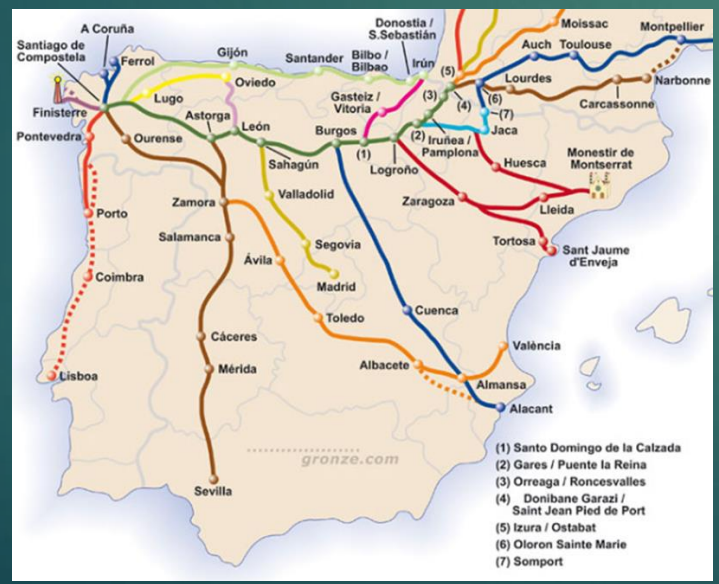 A Coruña
Santiago de
Compostela
Ferrol
Gijón
Santander
Bilbo /
Bilbao
Donostia /
S.Sebastián
Irún
(5)
Moissac
Montpellier
Auch
Toulouse
Lourdes
Narbonne
Carcassonne
(3)
(4)
(6)
(7)
Finisterre
Lugo
Oviedo
Gasteiz /
Vitoria
Pontevedra
Ourense
Astorga
León
Burgos
(1)
(2)
Iruñea /
Pamplona
Jaca
Sahagún
Logroño
Huesca
Monestir de
Montserrat
Valladolid
Zamora
Zaragoza
Lleida
Porto
Salamanca
Segovia
Tortosa
Sant Jaume
d'Enveja
Ávila
Madrid
Coimbra
Toledo
Cuenca
Cáceres
València
Mérida
Albacete
Almansa
Lisboa
Alacant
gronze.com
Sevilla
(1) Santo Domingo de la Calzada
(2) Gares / Puente la Reina
(3) Orreaga / Roncesvalles
(4) Donibane Garazi /
Saint Jean Pied de Port
(5) Izura / Ostabat
(6) Oloron Sainte Marie
(7) Somport